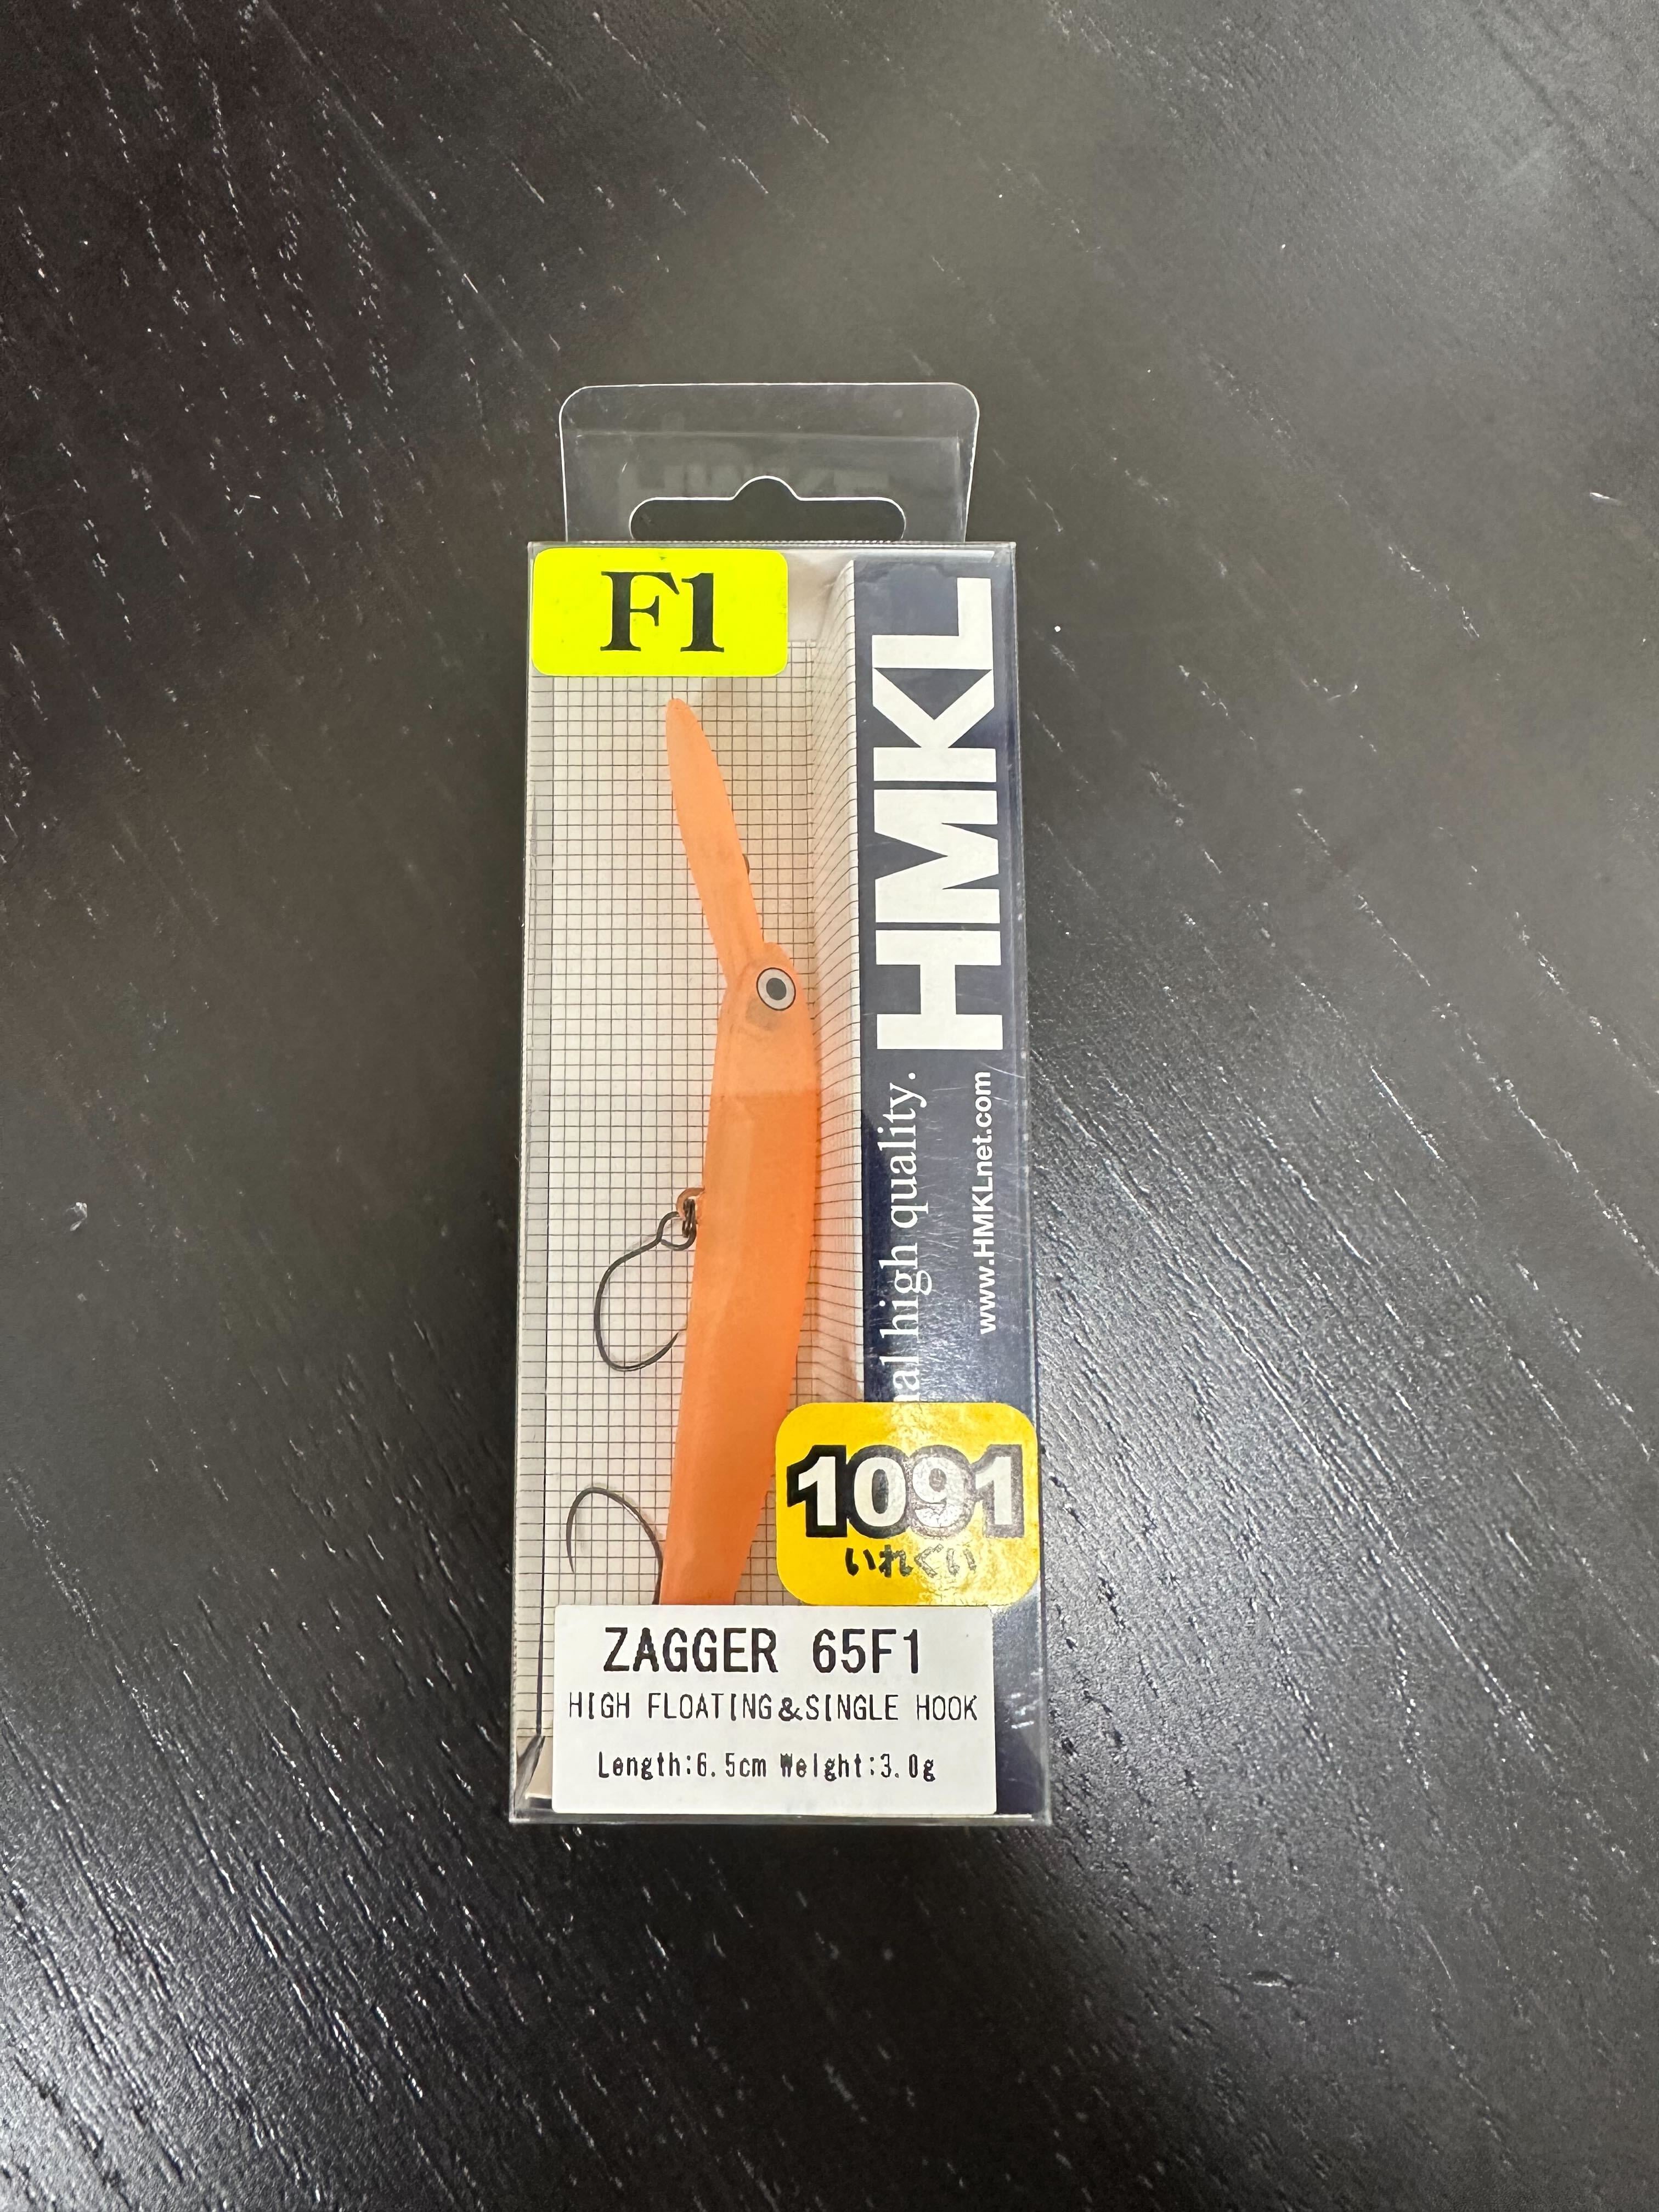 F1
HMKL
high quality.
www.HMKLnet.com
1091
いれぐい
ZAGGER 65F1
HIGH FLOATING&SINGLE HOOK
Length:6.5cm Weight:3.0g